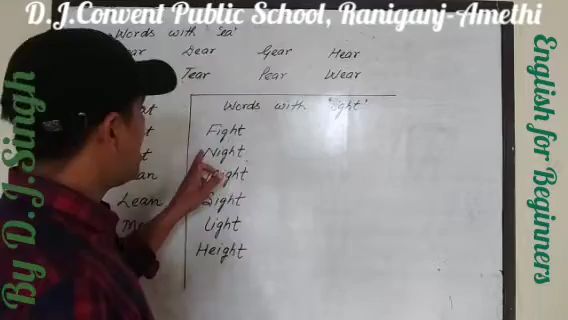 D.J.Convent Public School, Raniganj-Amethi
Words with 'ea'
Dear Gear Hear
Tear Pear Wear
Words with 'ight'
Fight
Night
Sight
Lean Light
Height
English for Beginners
By D.J.Singh